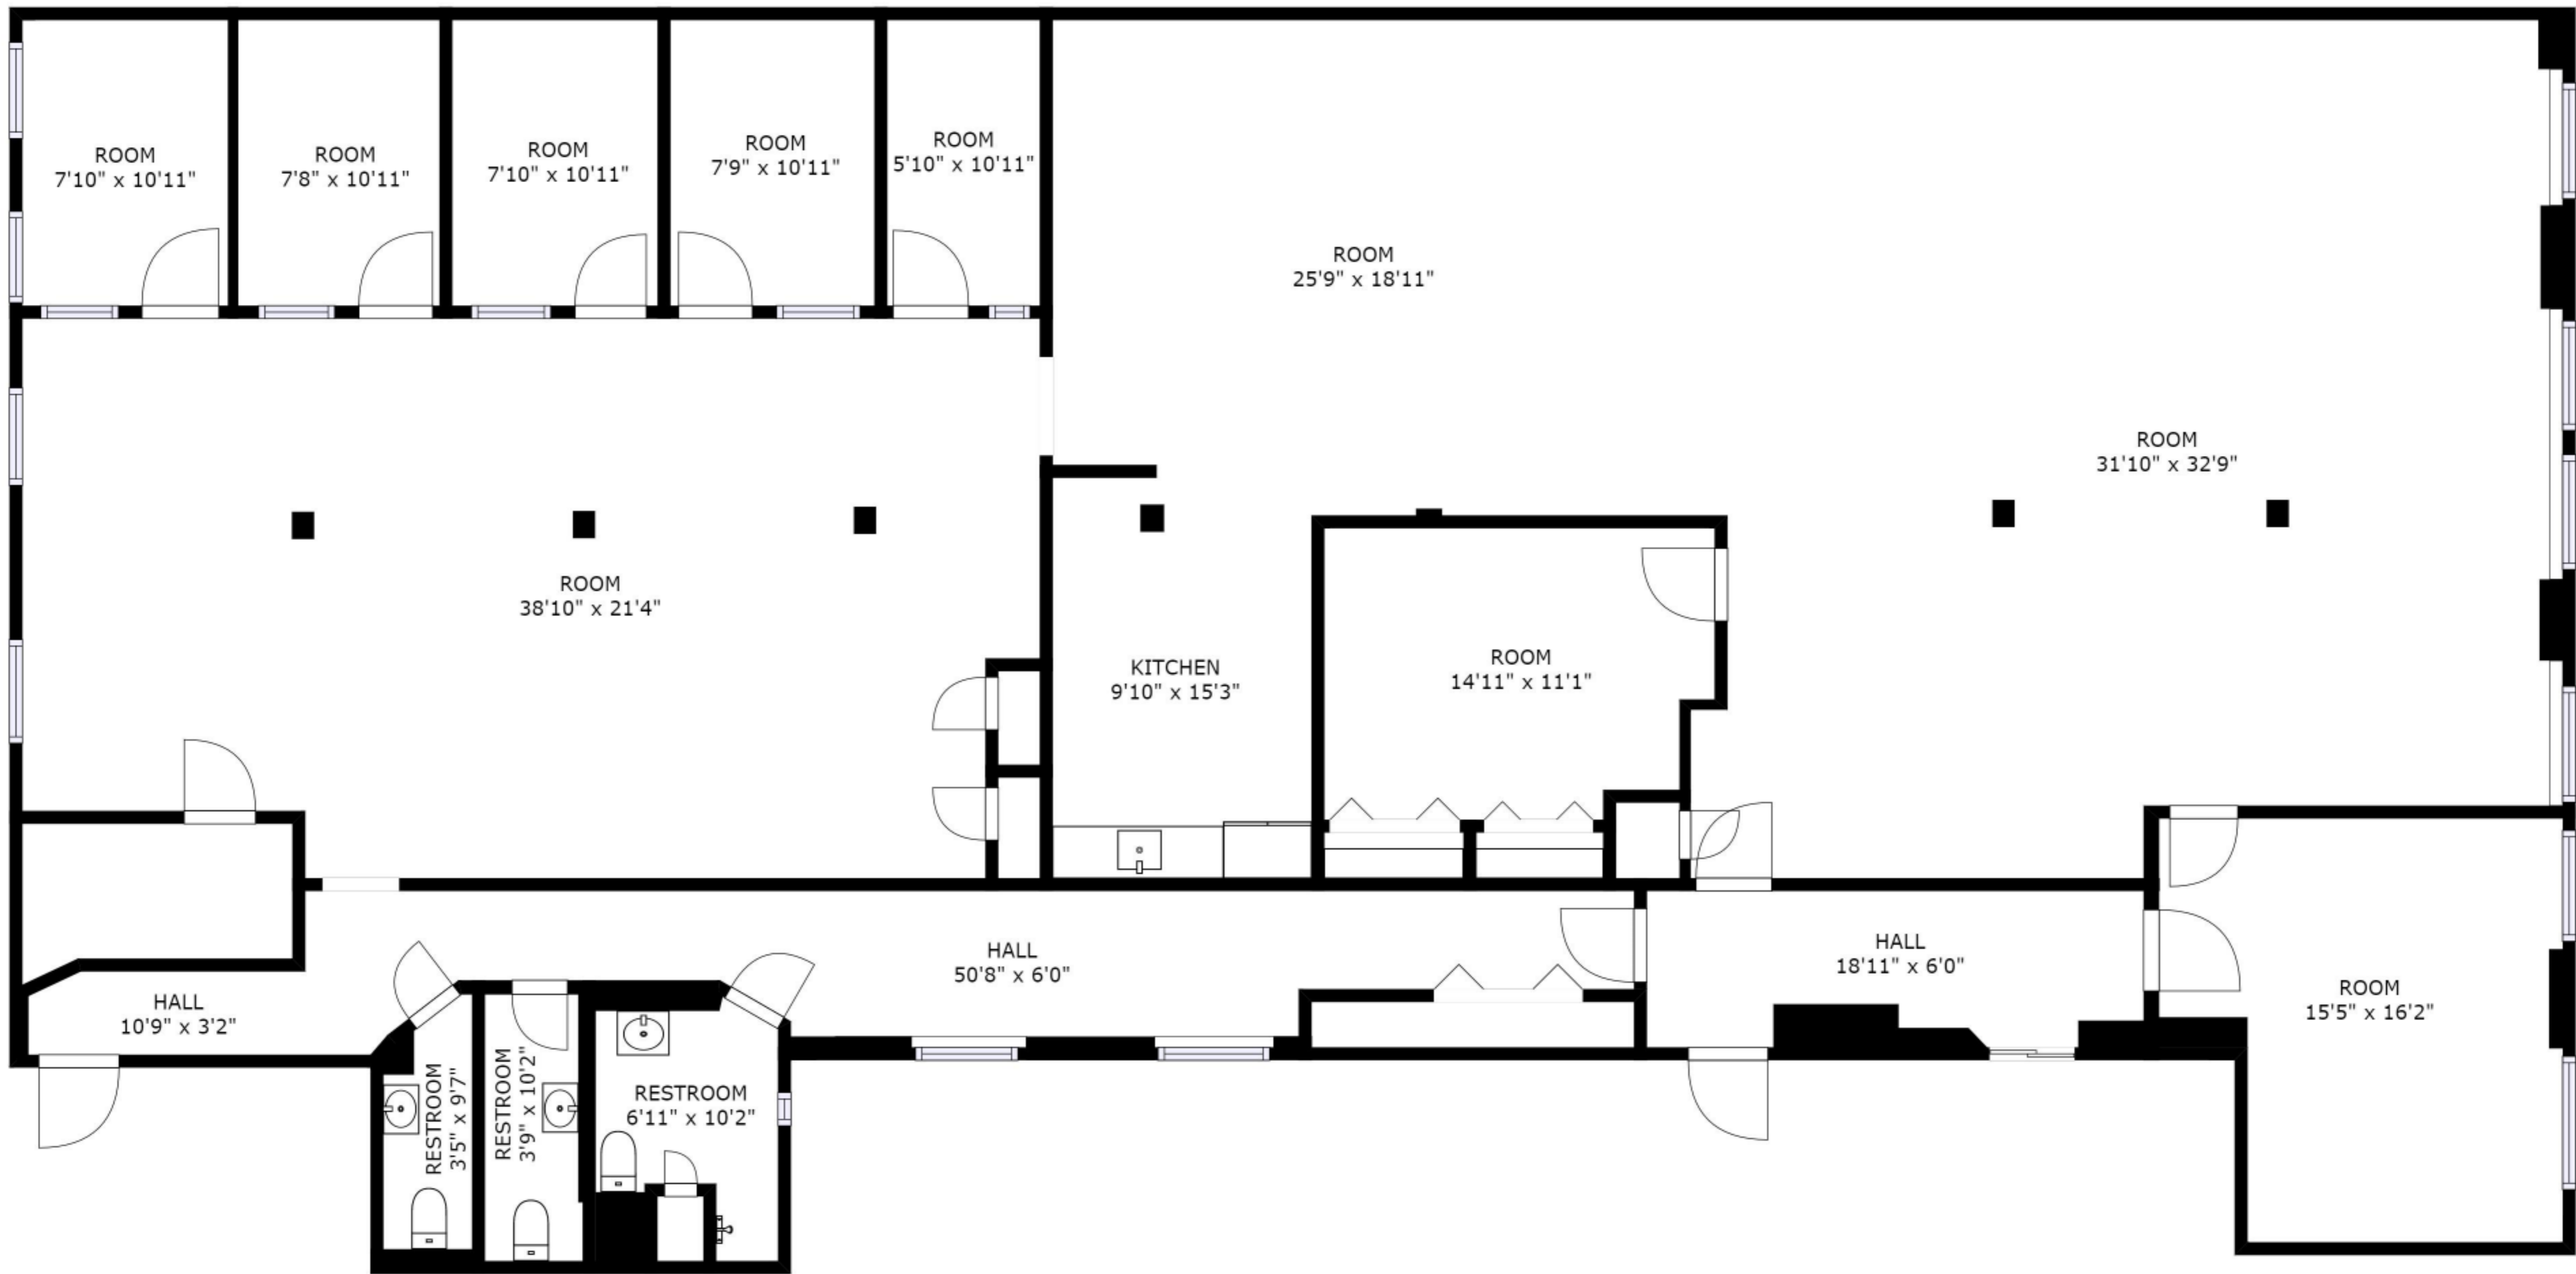 ROOM
7'10" x 10'11"
ROOM
7'8" x 10'11"
ROOM
7'10" x 10'11"
ROOM
7'9" x 10'11"
ROOM
5'10" x 10'11"
ROOM
25'9" x 18'11"
ROOM
31'10" x 32'9"
ROOM
38'10" x 21'4"
KITCHEN
9'10" x 15'3"
ROOM
14'11" x 11'1"
HALL
10'9" x 3'2"
HALL
50'8" x 6'0"
HALL
18'11" x 6'0"
ROOM
15'5" x 16'2"
RESTROOM
3'5" x 9'7"
RESTROOM
3'9" x 10'2"
RESTROOM
6'11" x 10'2"